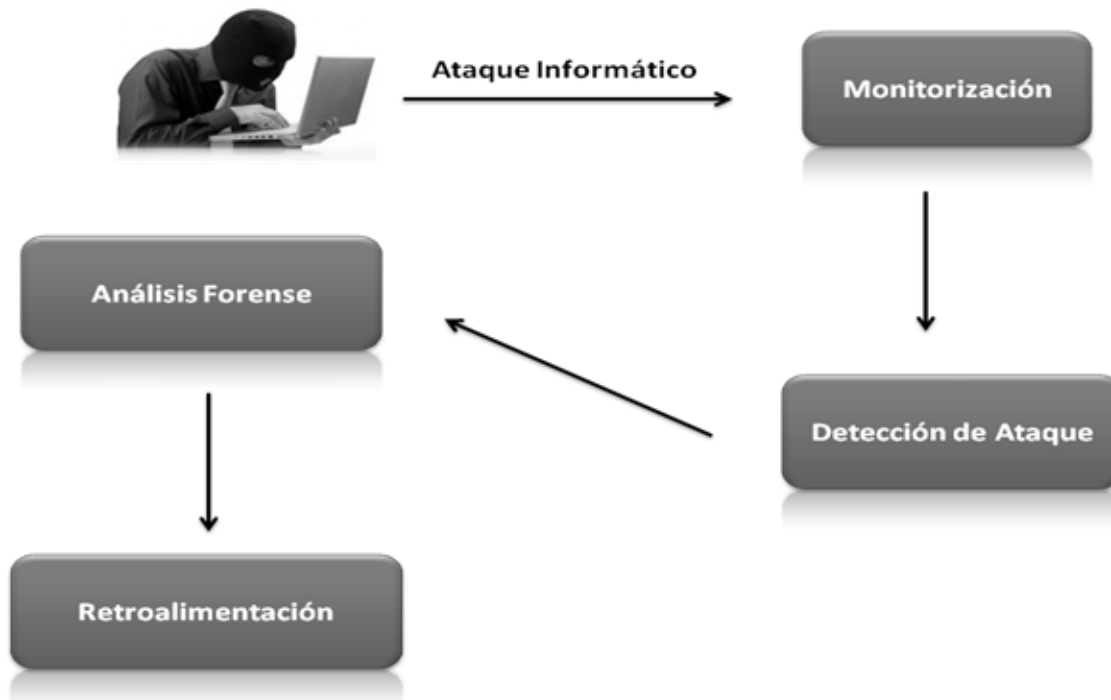 Ataque Informático
Monitorización
Detección de Ataque
Análisis Forense
Retroalimentación